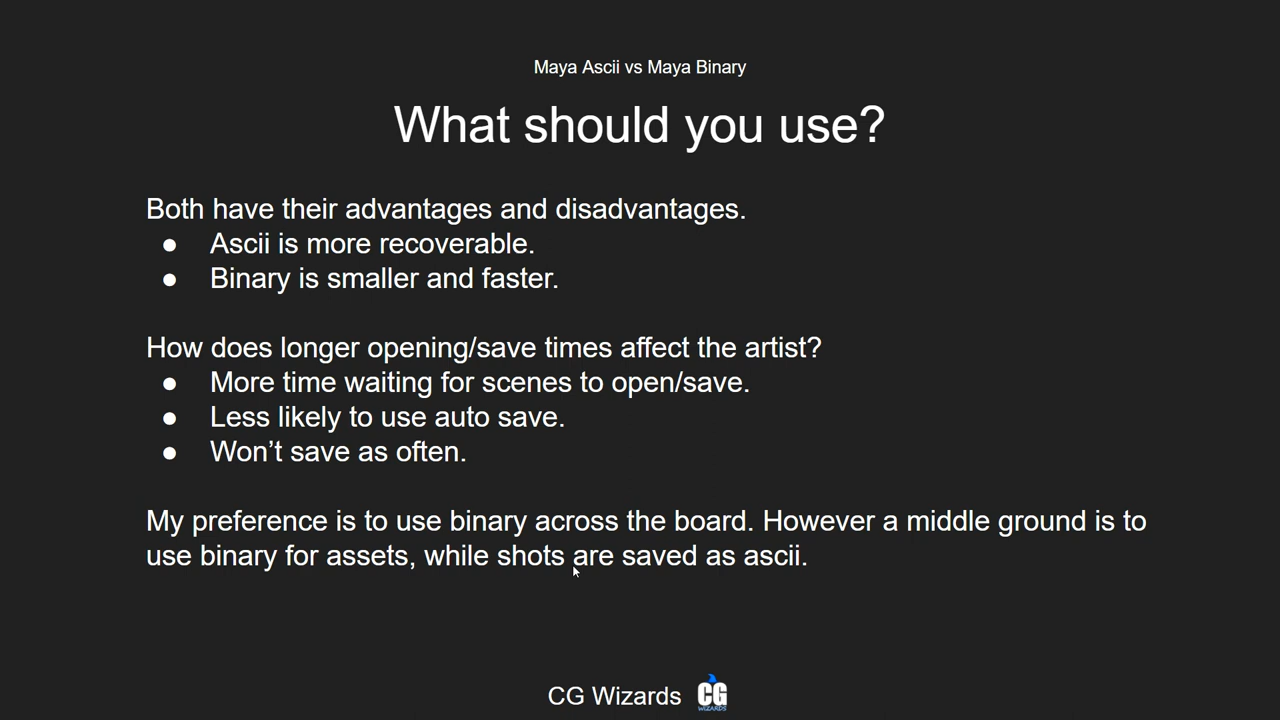 Maya Ascii vs Maya Binary
What should you use?
Both have their advantages and disadvantages.
● Ascii is more recoverable.
● Binary is smaller and faster.
How does longer opening/save times affect the artist?
● More time waiting for scenes to open/save.
● Less likely to use auto save.
● Won’t save as often.
My preference is to use binary across the board. However a middle ground is to
use binary for assets, while shots are saved as ascii.
CG Wizards CG
WIZARDS